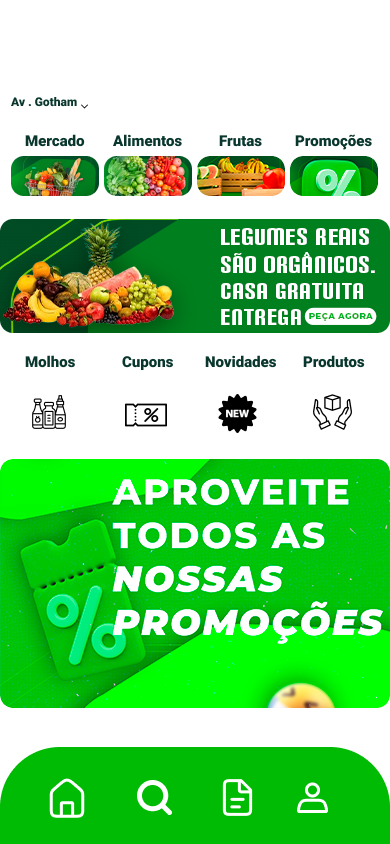 Av . Gotham
Mercado Alimentos Frutas Promoções
%
LEGUMES REAIS
SÃO ORGÂNICOS.
CASA GRATUITA
ENTREGA PEÇA AGORA
Molhos Cupons Novidades Produtos
% NEW
APROVEITE
TODOS AS
NOSSAS
PROMOÇÕES
%